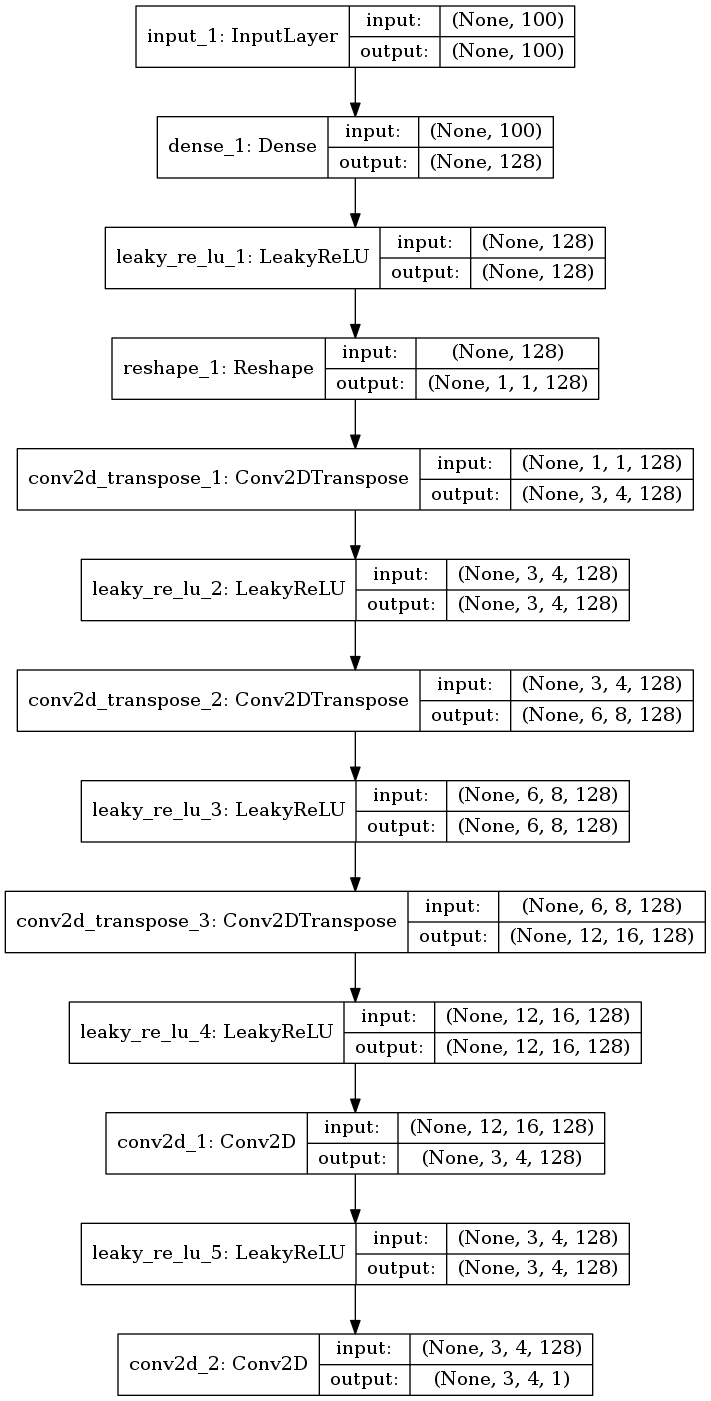 input_1: InputLayer
input: (None, 100)
output: (None, 100)
dense_1: Dense
input: (None, 100)
output: (None, 128)
leaky_re_lu_1: LeakyReLU
input: (None, 128)
output: (None, 128)
reshape_1: Reshape
input: (None, 128)
output: (None, 1, 1, 128)
conv2d_transpose_1: Conv2DTranspose
input: (None, 1, 1, 128)
output: (None, 3, 4, 128)
leaky_re_lu_2: LeakyReLU
input: (None, 3, 4, 128)
output: (None, 3, 4, 128)
conv2d_transpose_2: Conv2DTranspose
input: (None, 3, 4, 128)
output: (None, 6, 8, 128)
leaky_re_lu_3: LeakyReLU
input: (None, 6, 8, 128)
output: (None, 6, 8, 128)
conv2d_transpose_3: Conv2DTranspose
input: (None, 6, 8, 128)
output: (None, 12, 16, 128)
leaky_re_lu_4: LeakyReLU
input: (None, 12, 16, 128)
output: (None, 12, 16, 128)
conv2d_1: Conv2D
input: (None, 12, 16, 128)
output: (None, 3, 4, 128)
leaky_re_lu_5: LeakyReLU
input: (None, 3, 4, 128)
output: (None, 3, 4, 128)
conv2d_2: Conv2D
input: (None, 3, 4, 128)
output: (None, 3, 4, 1)